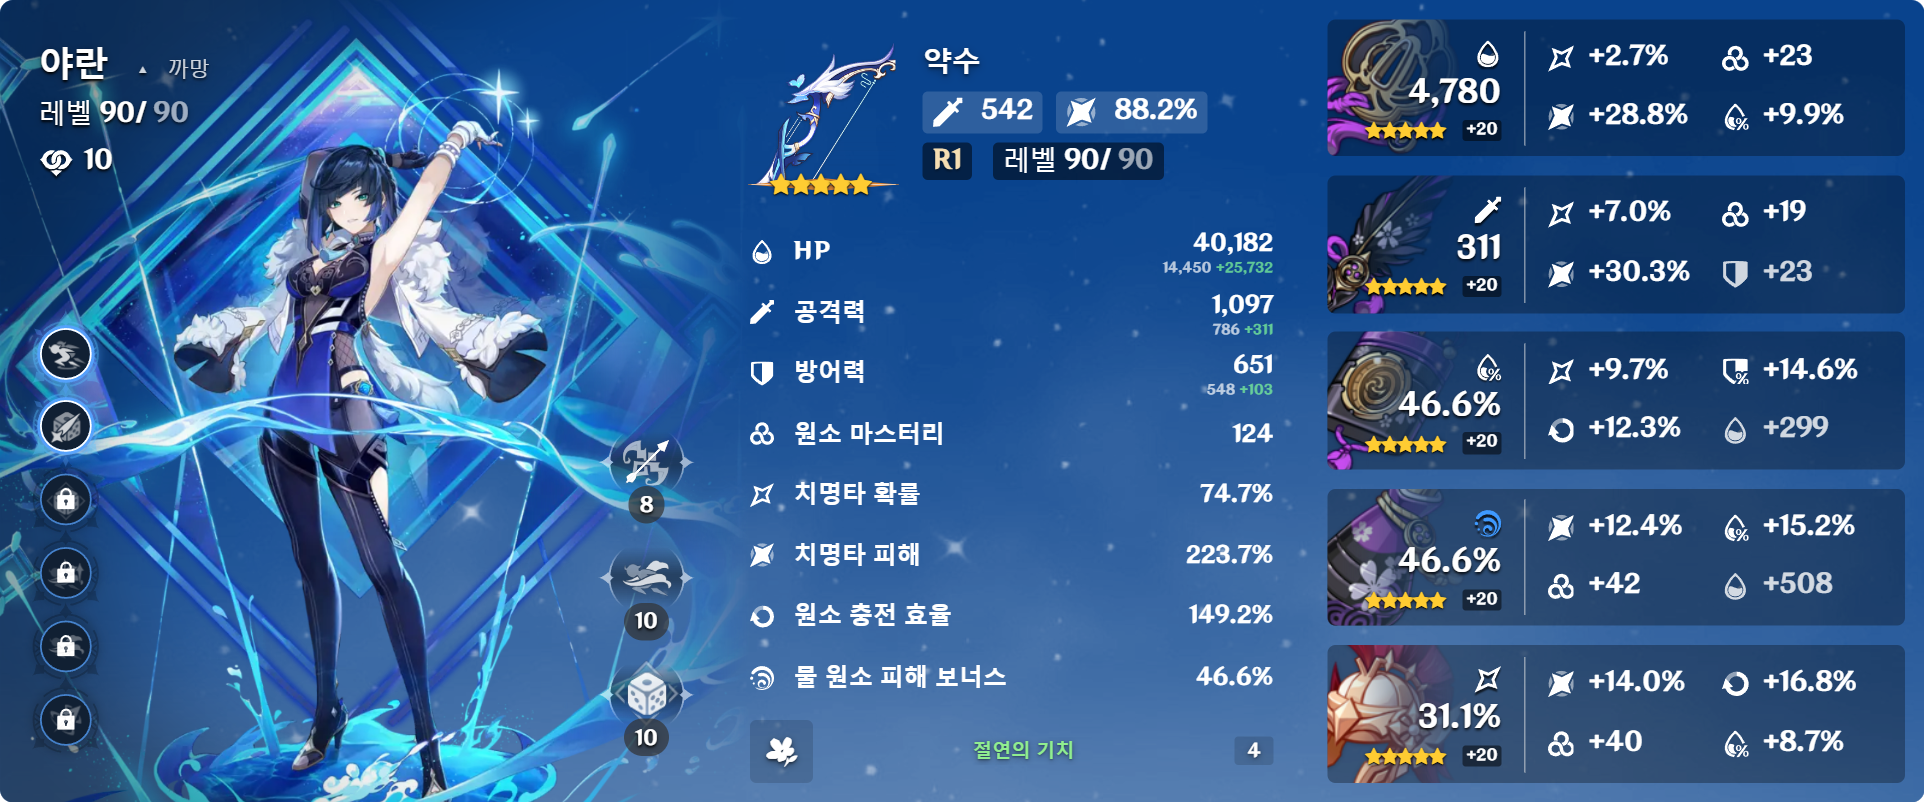 야란 ▲ 까망
레벨 90/ 90
10
8
10
10
약수
542 88.2%
R1 레벨 90/ 90
HP 40,182
14,450 +25,732
공격력 1,097
786 +311
방어력 651
548 +103
원소 마스터리 124
치명타 확률 74.7%
치명타 피해 223.7%
원소 충전 효율 149.2%
물 원소 피해 보너스 46.6%
절연의 기치 4
4,780
+20
+2.7% +23
+28.8% +9.9%
311
+20
+7.0% +19
+30.3% +23
46.6%
+20
+9.7% +14.6%
+12.3% +299
46.6%
+20
+12.4% +15.2%
+42 +508
31.1%
+20
+14.0% +16.8%
+40 +8.7%